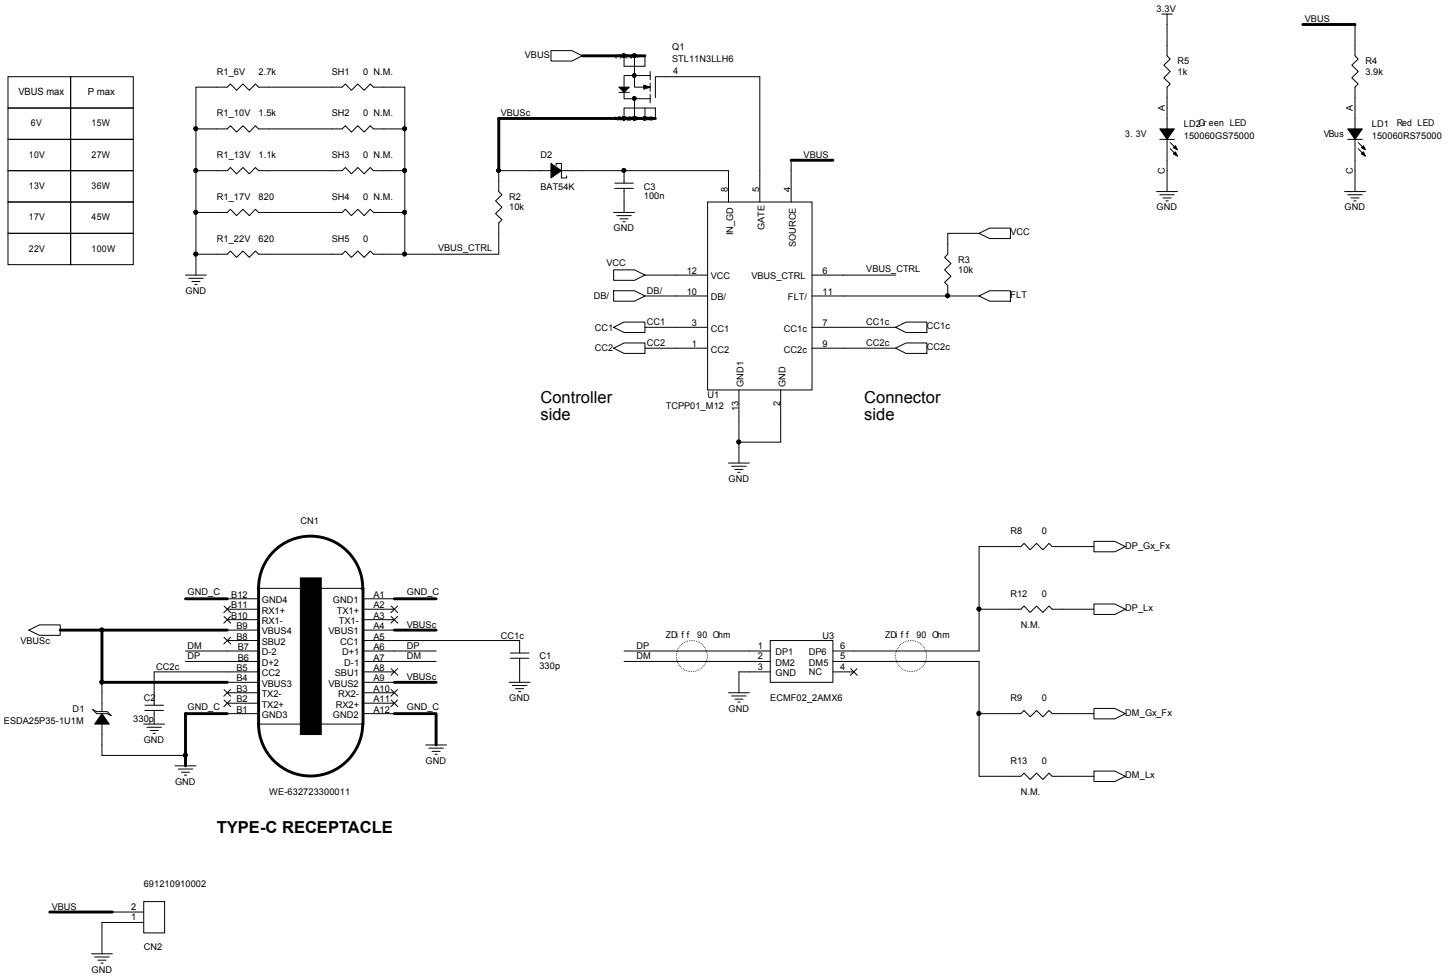 VBUS max P max
6V 15W
10V 27W
13V 36W
17V 45W
22V 100W
R1_6V 2.7k SH1 0 N.M.
R1_10V 1.5k SH2 0 N.M.
R1_13V 1.1k SH3 0 N.M.
R1_17V 820 SH4 0 N.M.
R1_22V 620 SH5 0
VBUS_CTRL
GND
VBUS
Q1
STL11N3LLH6
4
VBUSc
D2
BAT54K
R2
10k
C3
100n
GND
VBUS
8 5 4
IN_GD GATE SOURCE
VCC
12 VCC
DB/ DB/ 10 DB/
CC1 CC1 3 CC1
CC2 CC2 1 CC2
VBUS_CTRL 6 VBUS_CTRL
FLT/ 11 FLT
CC1c 7 CC1c CC1c
CC2c 9 CC2c CC2c
VCC
R3
10k
GND1 GND
U1
TCPP01_M12
13 2
GND
Controller
side
Connector
side
3.3V
R5
1k
A
LD2 Green LED
150060GS75000
3. 3V
C
GND
VBUS
R4
3.9k
A
LD1 Red LED
150060RS75000
VBus
C
GND
CN1
GND_C B12 GND4 GND1 A1 GND_C
B11 RX1+ TX1+ A2
B10 RX1- TX1- A3
B9 VBUS4 VBUS1 A4 VBUSc
B8 SBU2 CC1 A5 CC1c
DM B7 D-2 D+1 A6 DP
DP B6 D+2 D-1 A7 DM
CC2c B5 CC2 SBU1 A8
B4 VBUS3 VBUS2 A9 VBUSc
B3 TX2- RX2- A10
B2 TX2+ RX2+ A11
GND_C B1 GND3 GND2 A12 GND_C
VBUSc
D1
ESDA25P35-1U1M
C2
330p
GND
GND
C1
330p
GND
GND
WE-632723300011
TYPE-C RECEPTACLE
DP
DM
ZDiff 90 Ohm
U3
1 DP1 DP6 6
2 DM2 DM5 5
3 GND NC 4
ECMF02_2AMX6
GND
ZDiff 90 Ohm
R8 0
DP_Gx_Fx
R12 0
DP_Lx
N.M.
R9 0
DM_Gx_Fx
R13 0
DM_Lx
N.M.
691210910002
VBUS 2
1
CN2
GND